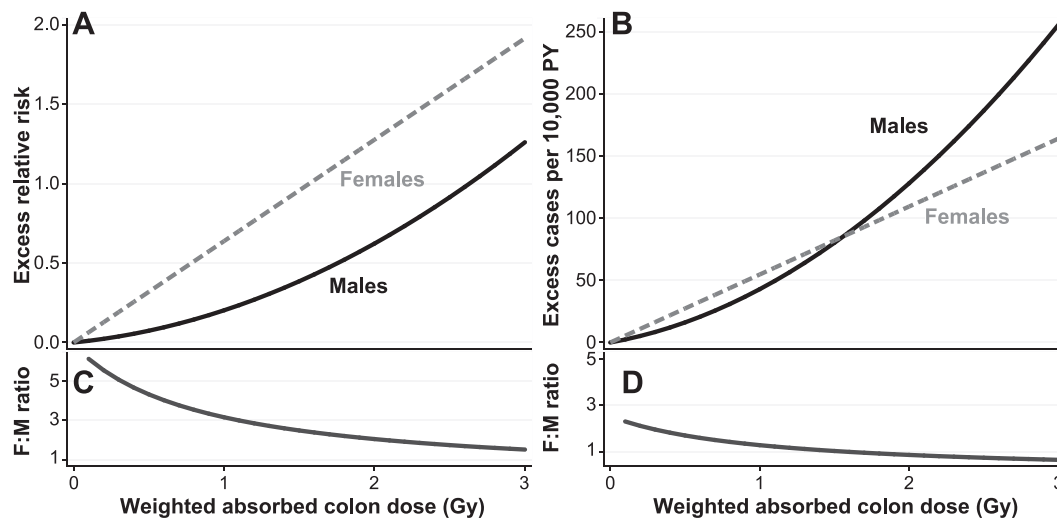 A
Excess relative risk
2.0
1.5
1.0
0.5
0.0
Females
Males
B
Excess cases per 10,000 PY
250
200
150
100
50
0
Males
Females
C
F:M ratio
5
3
1
0
1
2
3
Weighted absorbed colon dose (Gy)
D
F:M ratio
5
3
1
0
1
2
3
Weighted absorbed colon dose (Gy)